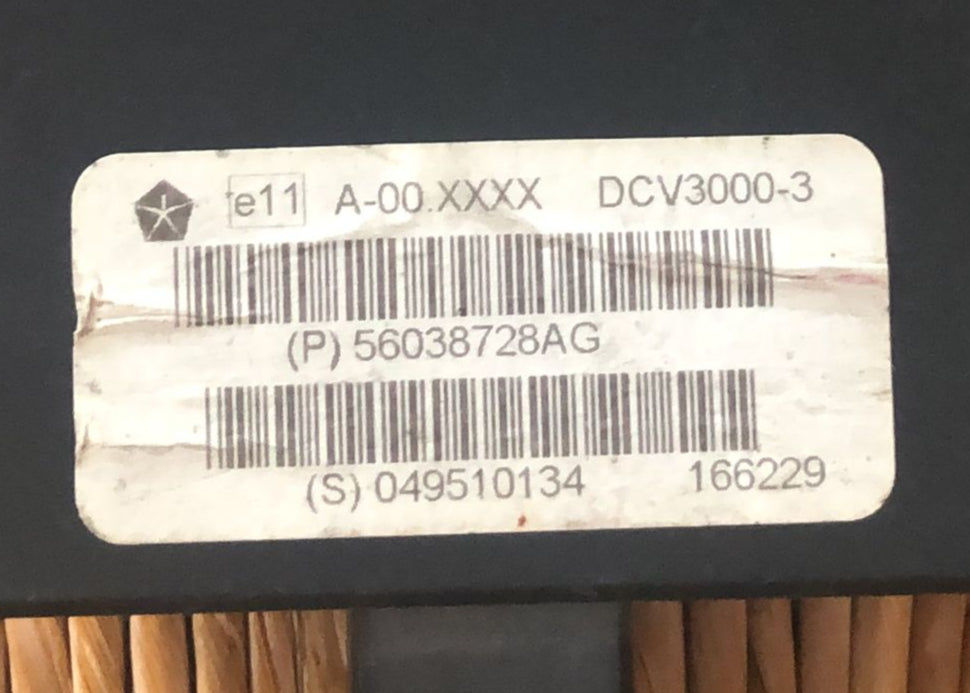 e11 A-00.XXXX DCV3000-3
(P) 56038728AG
(S) 049510134 166229